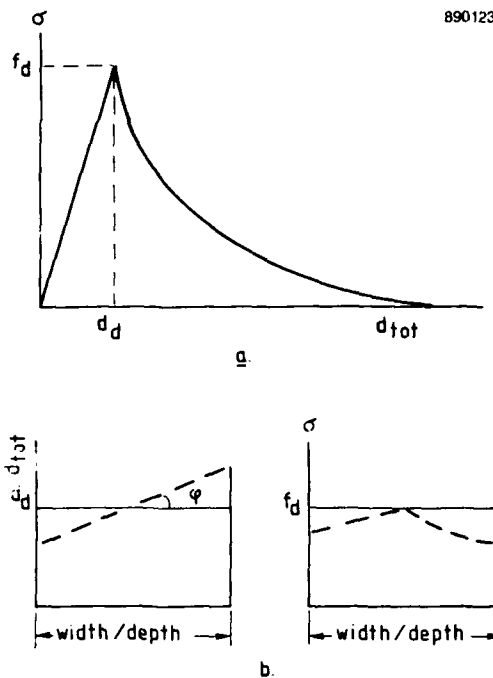 890123
σ
f_d
d_d
d_tot
a.
d_tot
d_d
φ
width/depth
σ
f_d
width/depth
b.